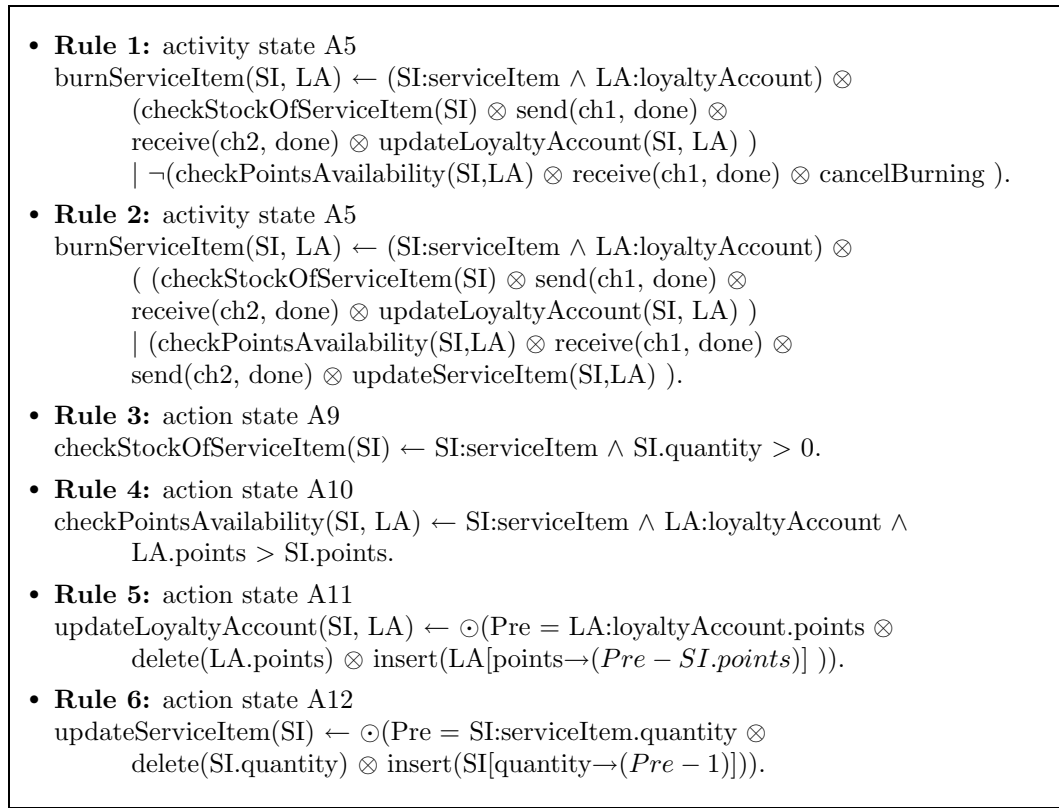 • Rule 1: activity state A5
burnServiceItem(SI, LA) ← (SI:serviceItem ∧ LA:loyaltyAccount) ⊗
(checkStockOfServiceItem(SI) ⊗ send(ch1, done) ⊗
receive(ch2, done) ⊗ updateLoyaltyAccount(SI, LA) )
| ¬(checkPointsAvailability(SI,LA) ⊗ receive(ch1, done) ⊗ cancelBurning ).
• Rule 2: activity state A5
burnServiceItem(SI, LA) ← (SI:serviceItem ∧ LA:loyaltyAccount) ⊗
( (checkStockOfServiceItem(SI) ⊗ send(ch1, done) ⊗
receive(ch2, done) ⊗ updateLoyaltyAccount(SI, LA) )
| (checkPointsAvailability(SI,LA) ⊗ receive(ch1, done) ⊗
send(ch2, done) ⊗ updateServiceItem(SI,LA) ).
• Rule 3: action state A9
checkStockOfServiceItem(SI) ← SI:serviceItem ∧ SI.quantity > 0.
• Rule 4: action state A10
checkPointsAvailability(SI, LA) ← SI:serviceItem ∧ LA:loyaltyAccount ∧
LA.points > SI.points.
• Rule 5: action state A11
updateLoyaltyAccount(SI, LA) ← ⊙(Pre = LA:loyaltyAccount.points ⊗
delete(LA.points) ⊗ insert(LA[points→(Pre − SI.points)] )).
• Rule 6: action state A12
updateServiceItem(SI) ← ⊙(Pre = SI:serviceItem.quantity ⊗
delete(SI.quantity) ⊗ insert(SI[quantity→(Pre − 1)])).